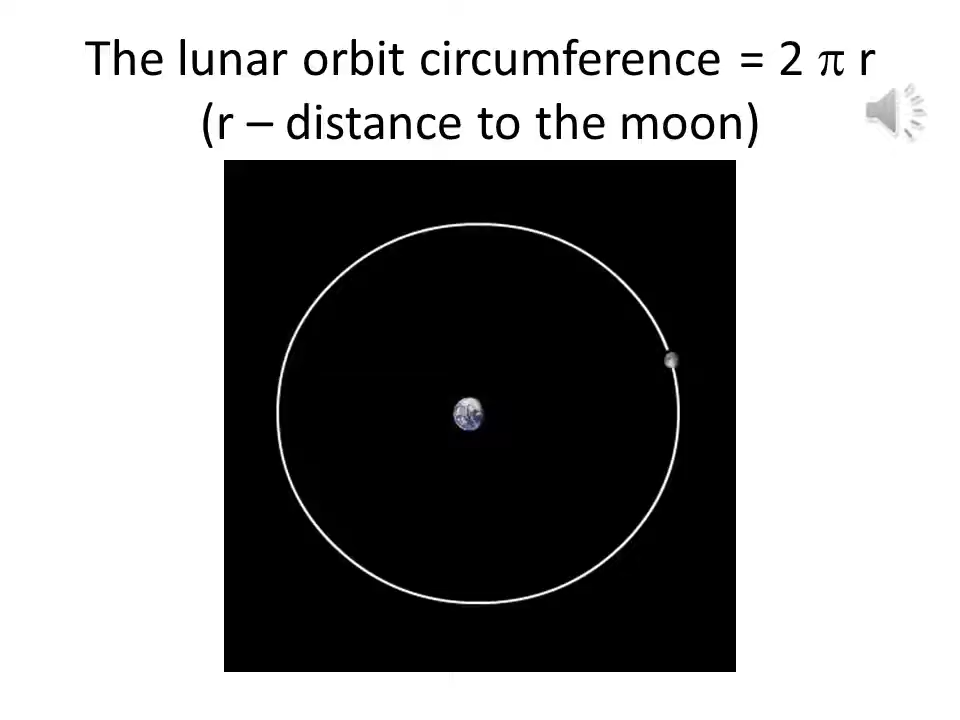 The lunar orbit circumference = 2 π r
(r – distance to the moon)